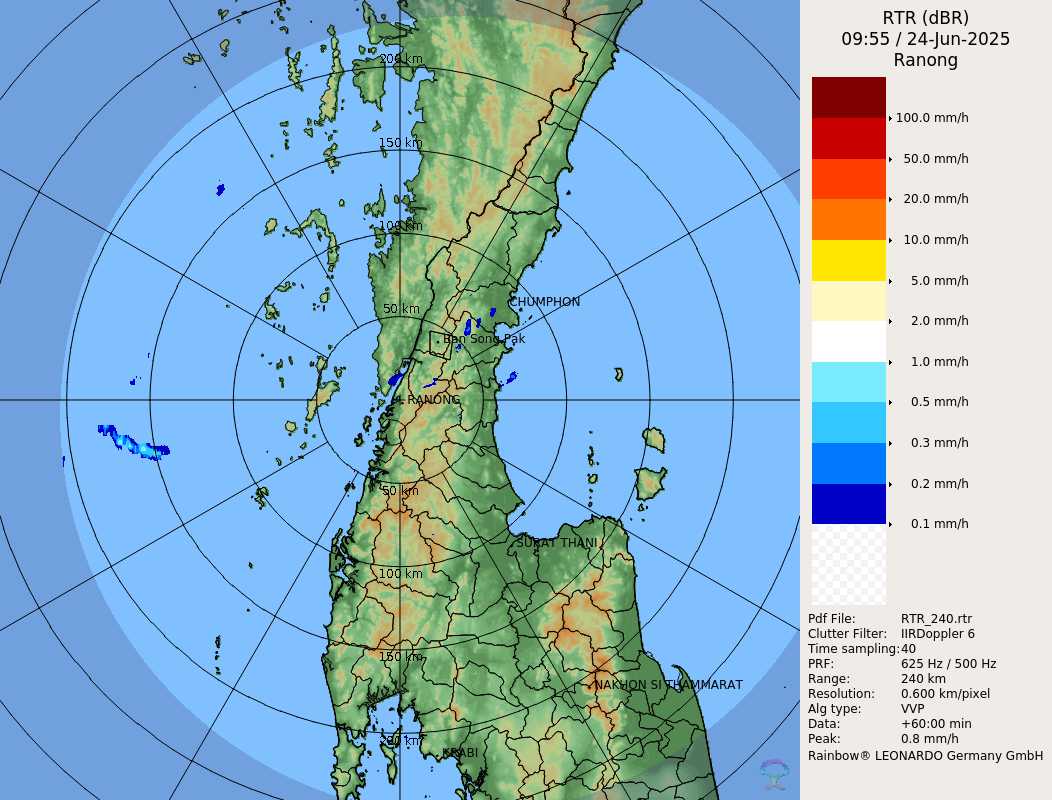 RTR (dBR)
09:55 / 24-Jun-2025
Ranong
100.0 mm/h
50.0 mm/h
20.0 mm/h
10.0 mm/h
5.0 mm/h
2.0 mm/h
1.0 mm/h
0.5 mm/h
0.3 mm/h
0.2 mm/h
0.1 mm/h
Pdf File: RTR_240.rtr
Clutter Filter: IIRDoppler 6
Time sampling:40
PRF: 625 Hz / 500 Hz
Range: 240 km
Resolution: 0.600 km/pixel
Alg type: VVP
Data: +60:00 min
Peak: 0.8 mm/h
Rainbow® LEONARDO Germany GmbH
200 km
150 km
100 km
50 km
CHUMPHON
Ban Song Pak
RANONG
50 km
SURAT THANI
100 km
150 km
NAKHON SI THAMMARAT
200 km
KRABI